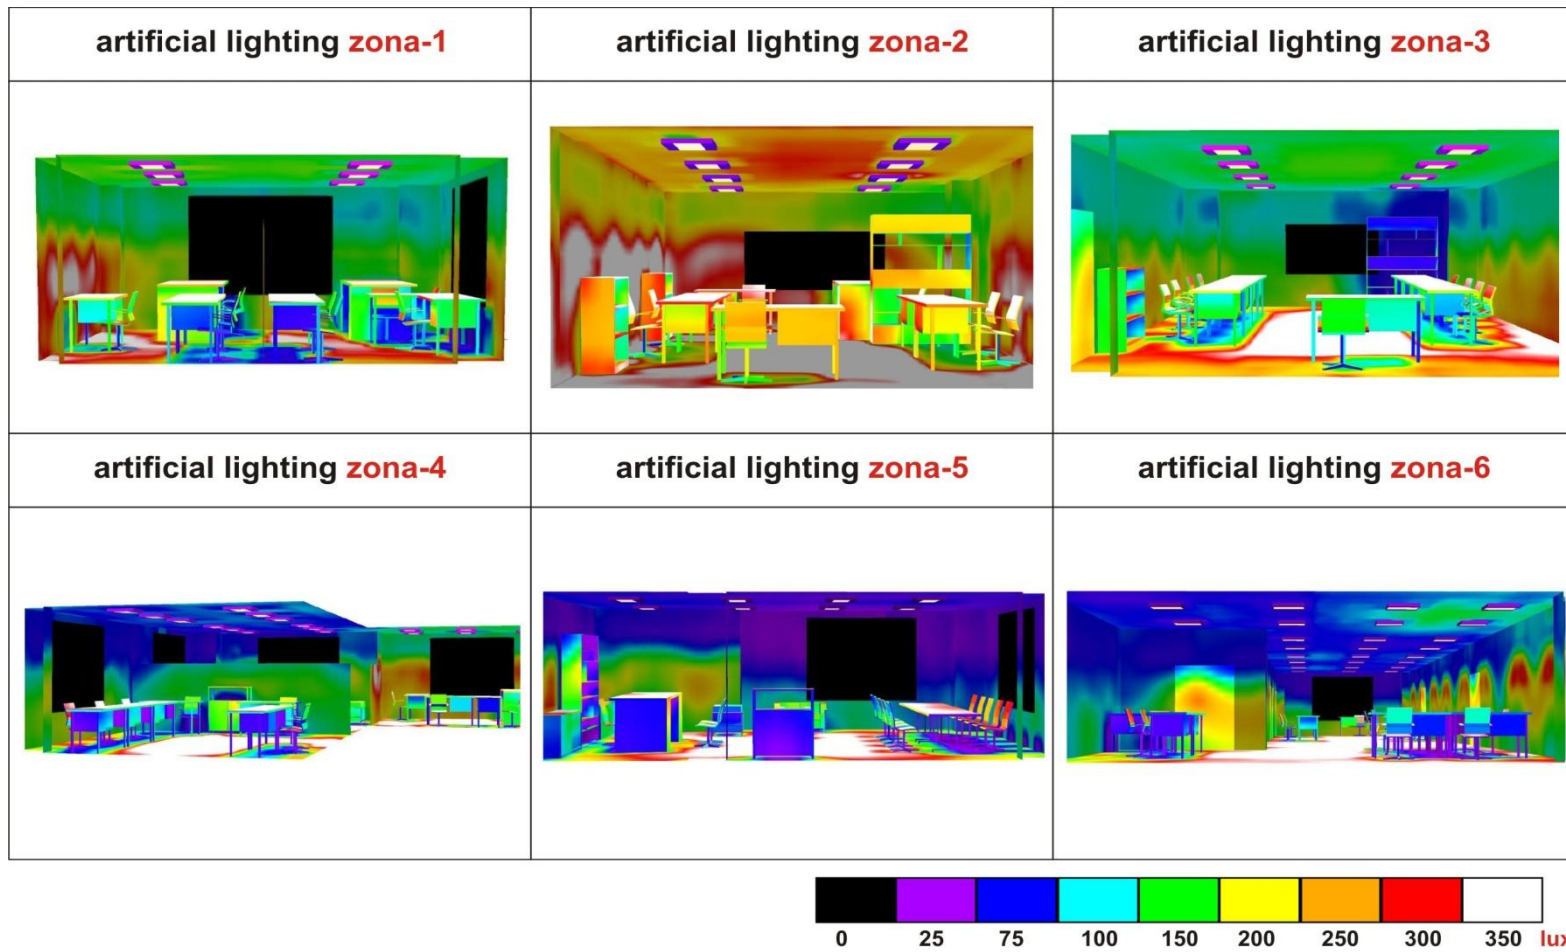 artificial lighting zona-1
artificial lighting zona-2
artificial lighting zona-3
artificial lighting zona-4
artificial lighting zona-5
artificial lighting zona-6
0 25 75 100 150 200 250 300 350 lux